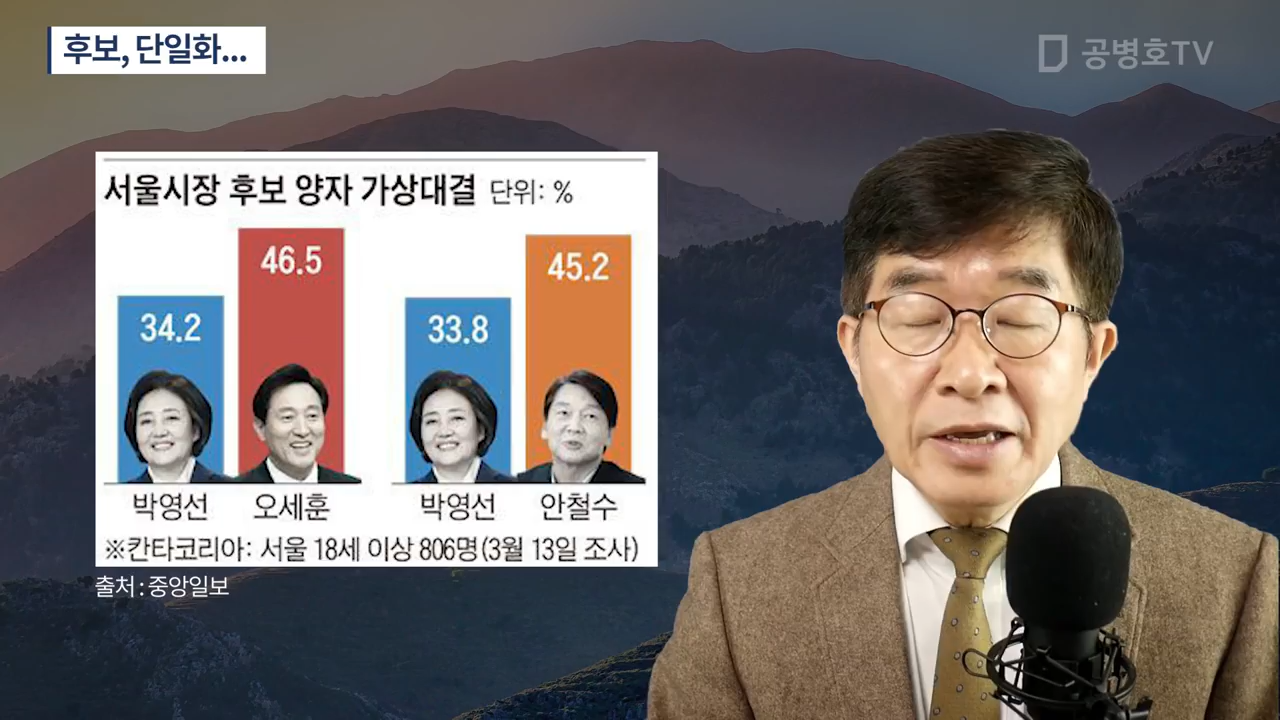 후보, 단일화...
공병호TV
서울시장 후보 양자 가상대결 단위: %
34.2 46.5 33.8 45.2
박영선 오세훈 박영선 안철수
※칸타코리아: 서울 18세 이상 806명(3월 13일 조사)
출처 : 중앙일보